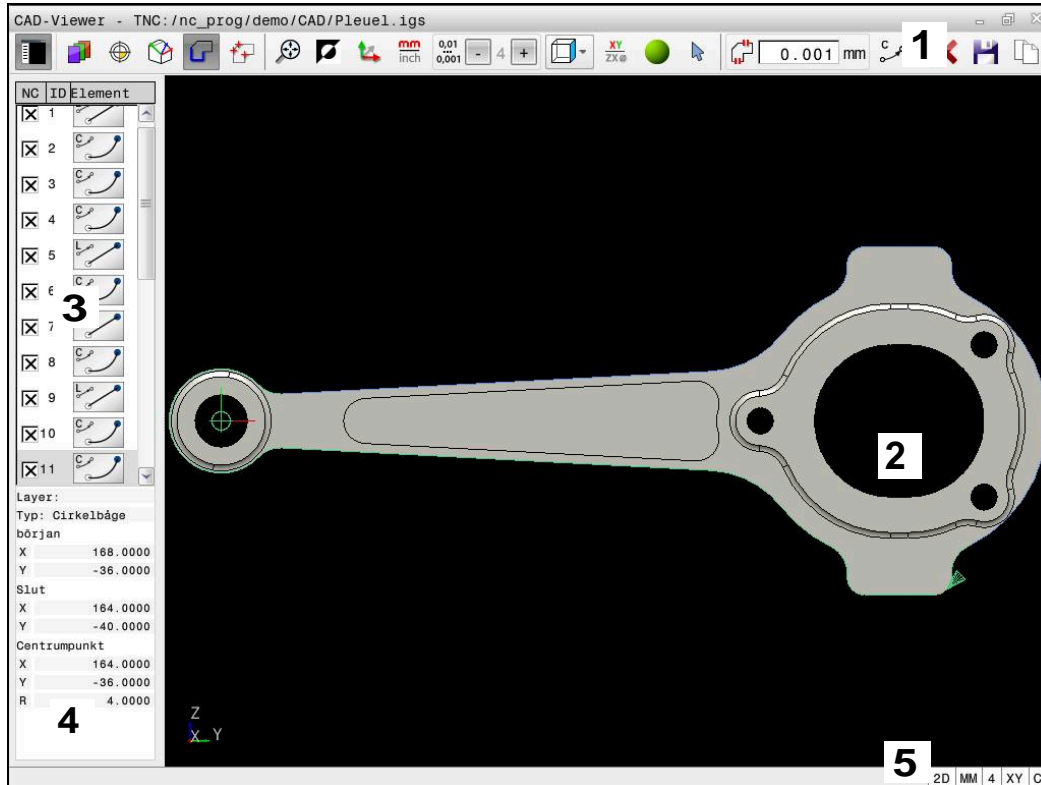 CAD-Viewer - TNC:/nc_prog/demo/CAD/Pleuel.igs
mm
inch
0,01
...
0,001
- 4 +
XY
ZX
0.001 mm
C
1
NC ID Element
1
2 C
3 C
4 C
5 L
6 C
3
7
8 C
9 L
10 C
11 C
Layer:
Typ: Cirkelbåge
början
X 168.0000
Y -36.0000
Slut
X 164.0000
Y -40.0000
Centrumpunkt
X 164.0000
Y -36.0000
R 4.0000
4
2
Z
X Y
5
2D MM 4 XY C